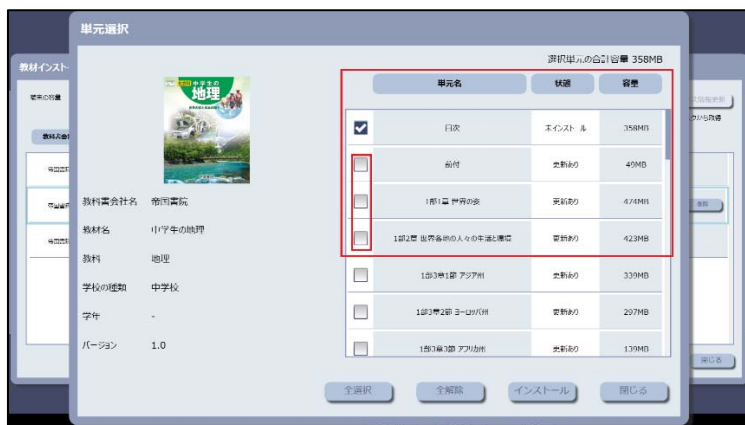 単元選択
選択単元の合計容量 358MB
単元名 状態 容量
目次 未インストール 358MB
前付 更新あり 49MB
1部1章 世界の姿 更新あり 474MB
1部2章 世界各地の人々の生活と環境 更新あり 423MB
1部3章1節 アジア州 更新あり 339MB
1部3章2節 ヨーロッパ州 更新あり 297MB
1部3章3節 アフリカ州 更新あり 139MB
中学生の
地理
教科書会社名 帝国書院
教材名 中学生の地理
教科 地理
学校の種類 中学校
学年 -
バージョン 1.0
全選択 全解除 インストール 閉じる
教材インスト
端末の容量
教科書会
閉じる